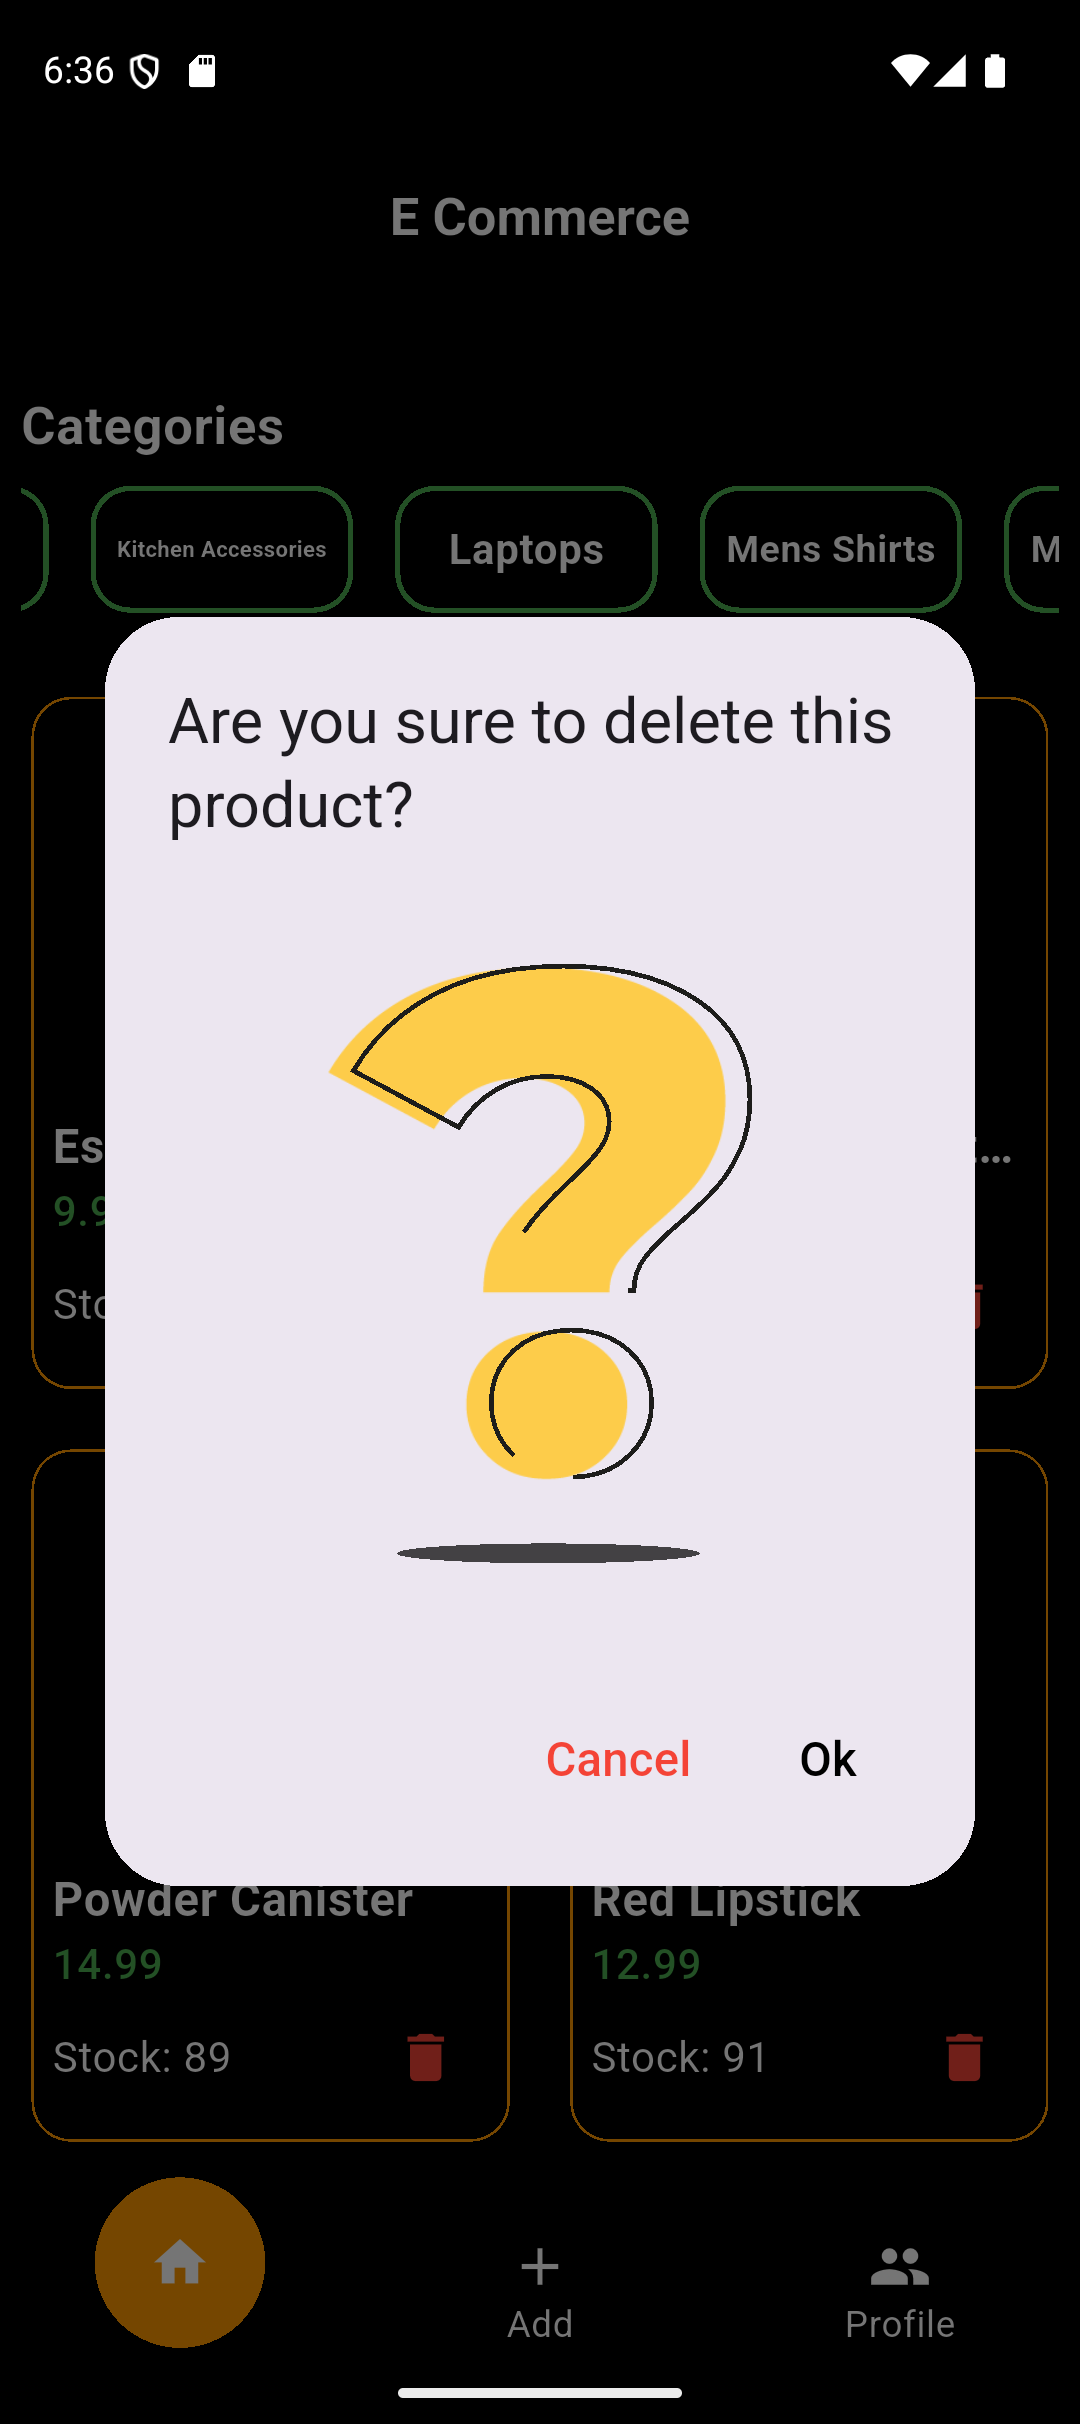 6:36
E Commerce
Categories
Kitchen Accessories
Laptops
Mens Shirts
M
Are you sure to delete this
product?
Es
...
9.9
Sto
Cancel
Ok
Powder Canister
Red Lipstick
14.99
12.99
Stock: 89
Stock: 91
Add
Profile